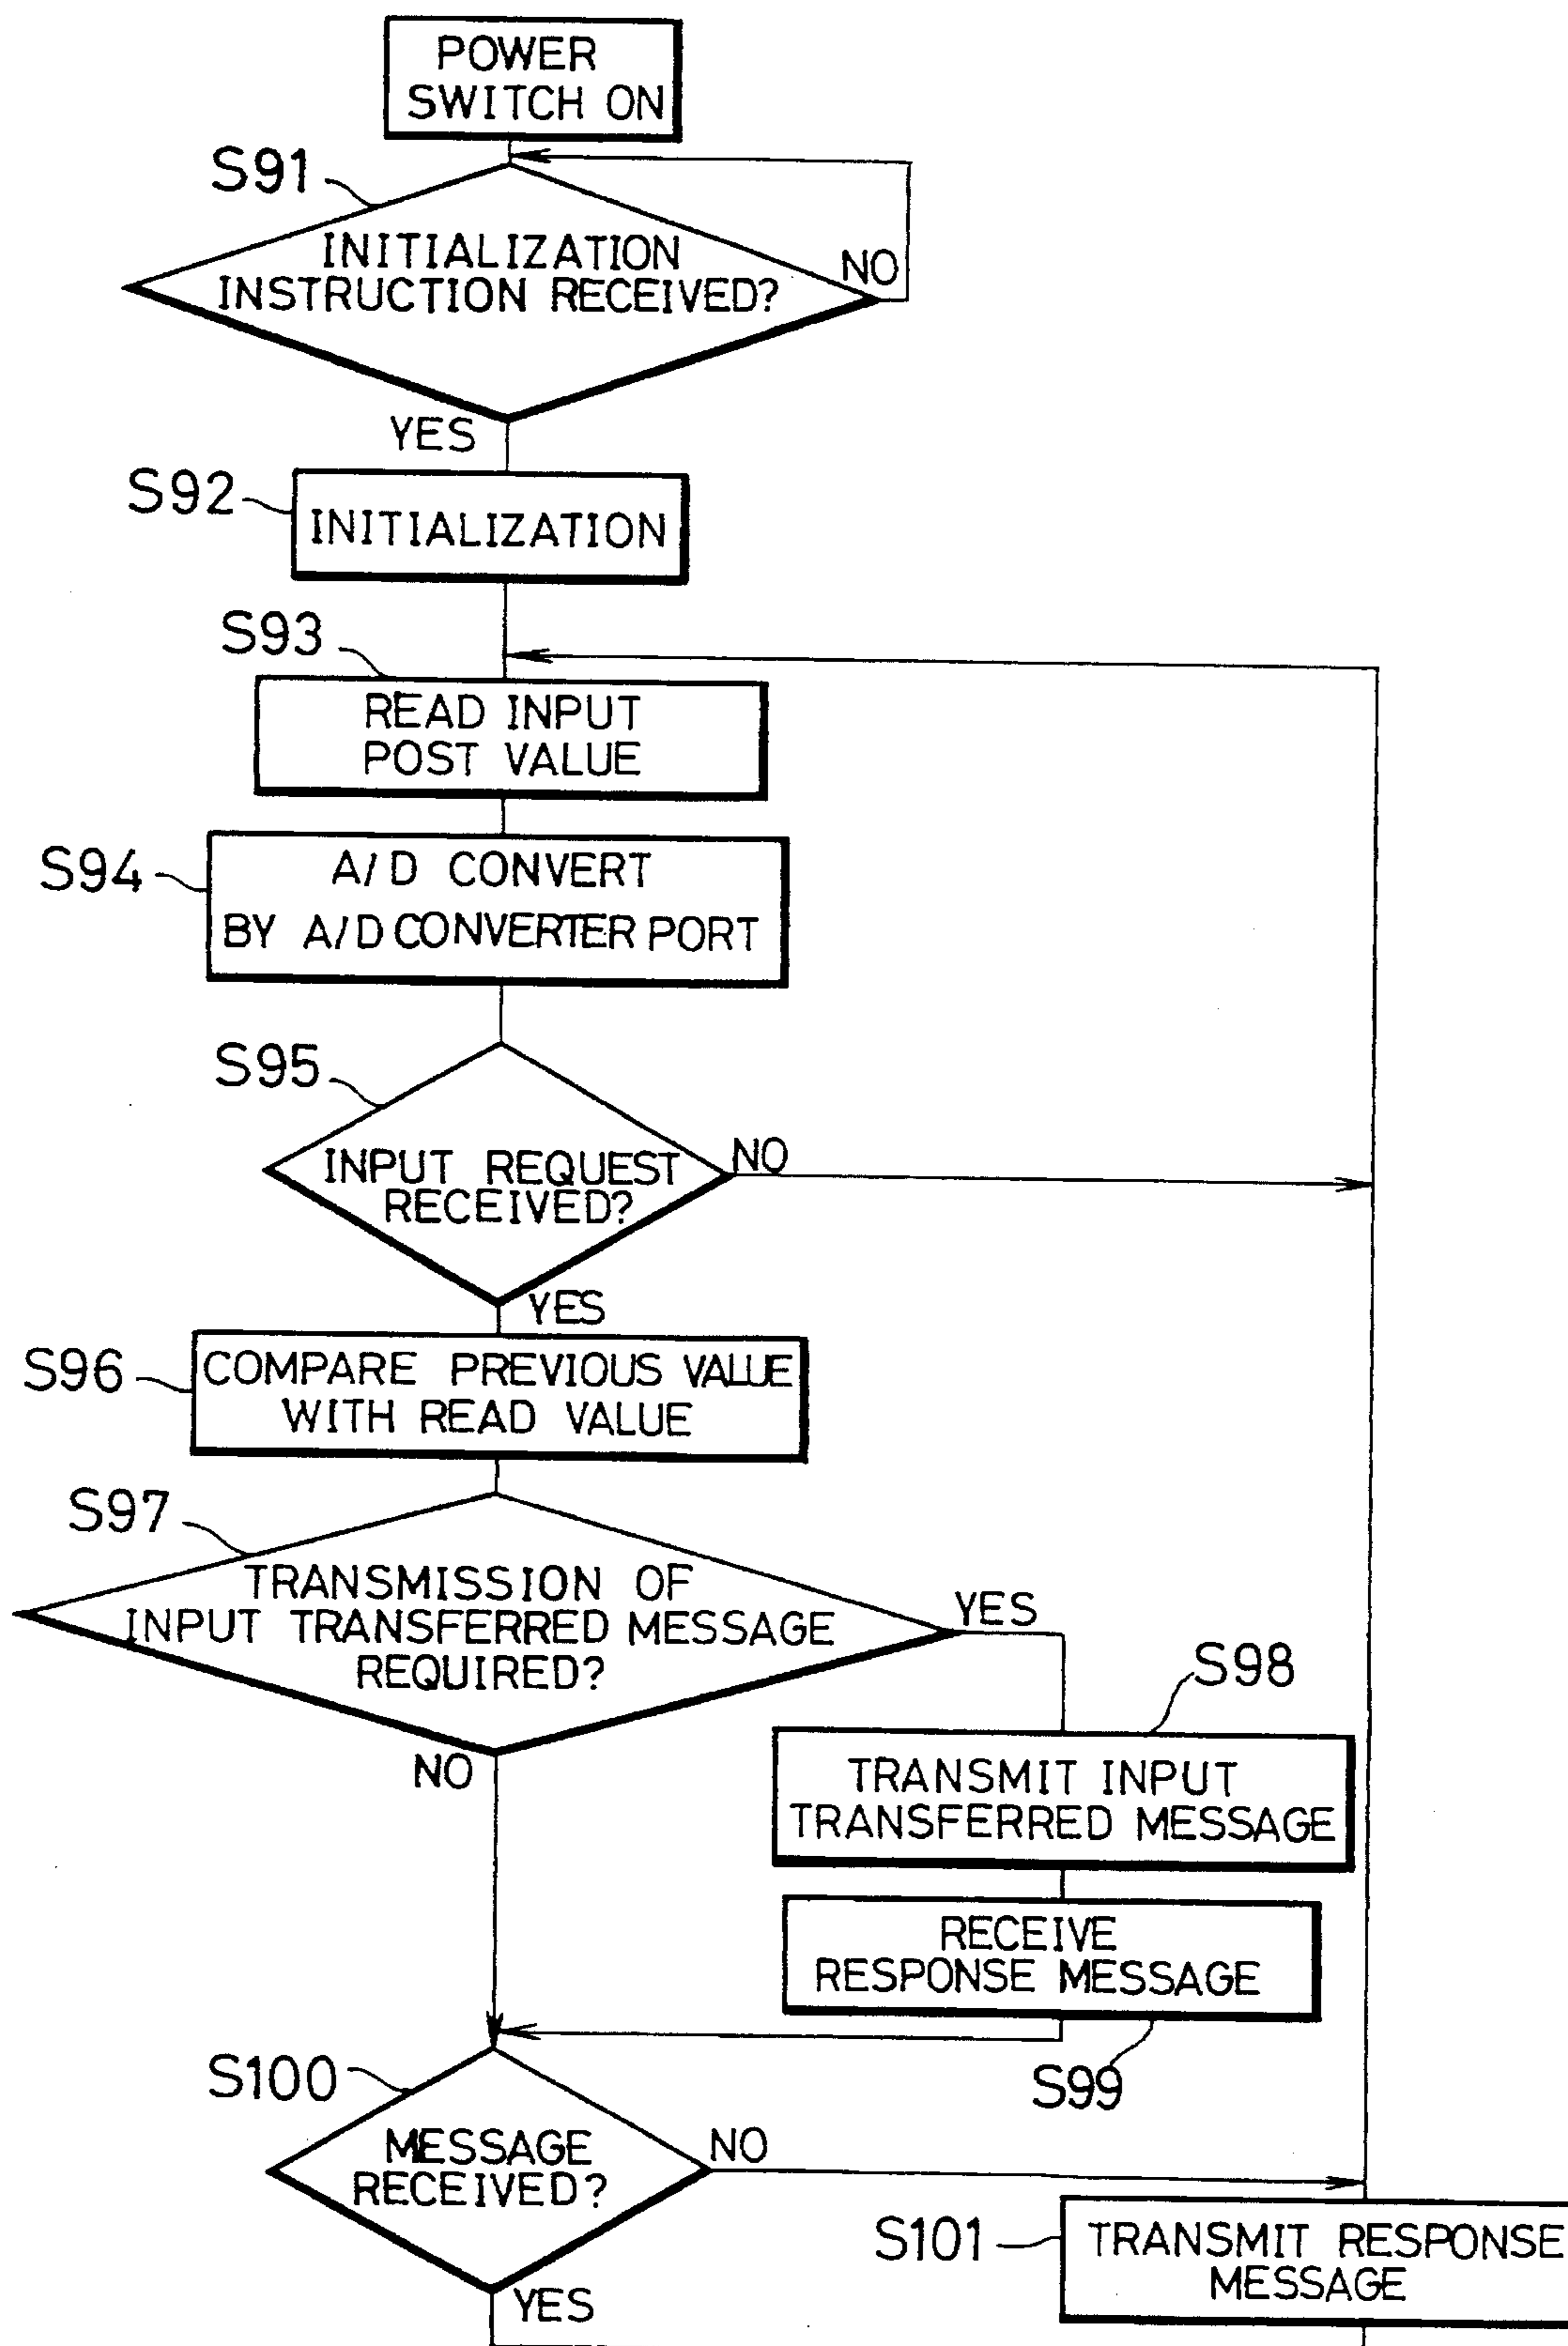 POWER
SWITCH ON
S91
INITIALIZATION
INSTRUCTION RECEIVED?
NO
YES
S92
INITIALIZATION
S93
READ INPUT
POST VALUE
S94
A/D CONVERT
BY A/D CONVERTER PORT
S95
INPUT REQUEST
RECEIVED?
NO
YES
S96
COMPARE PREVIOUS VALUE
WITH READ VALUE
S97
TRANSMISSION OF
INPUT TRANSFERRED MESSAGE
REQUIRED?
YES
NO
S98
TRANSMIT INPUT
TRANSFERRED MESSAGE
RECEIVE
RESPONSE MESSAGE
S99
S100
MESSAGE
RECEIVED?
NO
YES
S101
TRANSMIT RESPONSE
MESSAGE